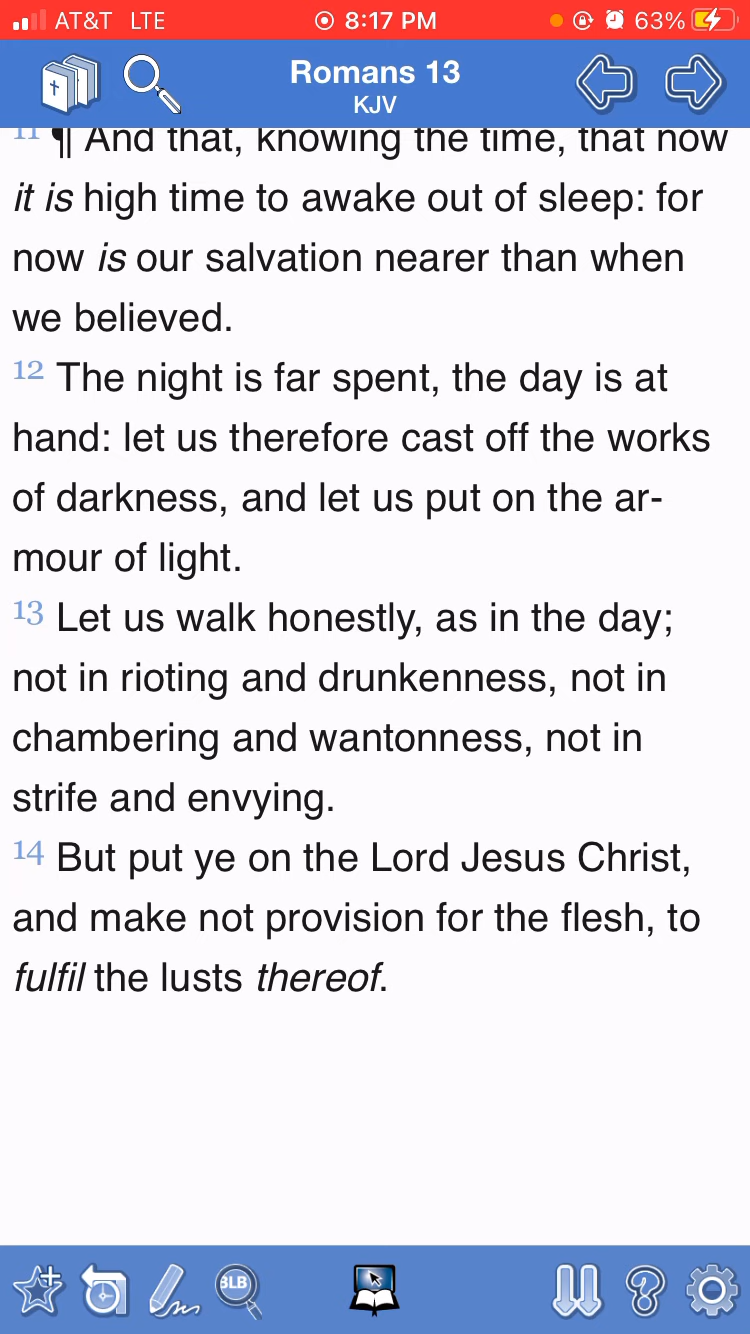 AT&T LTE 8:17 PM 63%
Romans 13
KJV
11 ¶ And that, knowing the time, that now
it is high time to awake out of sleep: for
now is our salvation nearer than when
we believed.
12 The night is far spent, the day is at
hand: let us therefore cast off the works
of darkness, and let us put on the ar-
mour of light.
13 Let us walk honestly, as in the day;
not in rioting and drunkenness, not in
chambering and wantonness, not in
strife and envying.
14 But put ye on the Lord Jesus Christ,
and make not provision for the flesh, to
fulfil the lusts thereof.
BLB